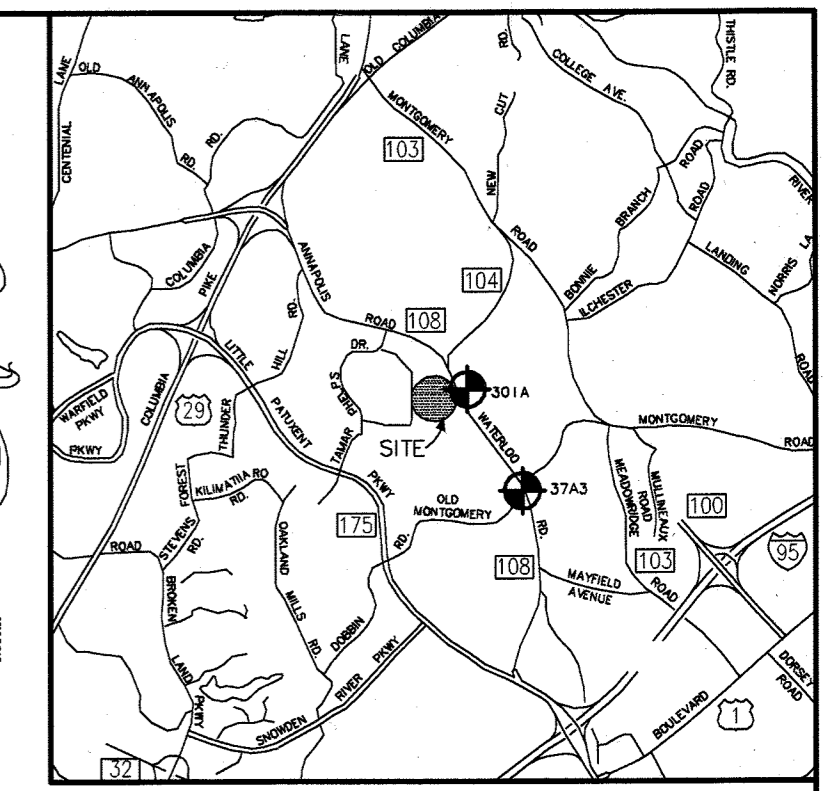 LANE
OLD
ANNAPOLIS
RD.
CENTENIAL
RD.
LANE
OLD COLUMBIA
MONTGOMERY
103
RD.
CUT
NEW
COLLEGE AVE.
THISTLE RD.
ROAD
BRANCH
BONNIE
ROAD
ILCHESTER
RIVER
LANDING
NORRIS LA
ROAD
ROAD
COLUMBIA
PIKE
ANNAPOLIS
ROAD
108
104
RD.
HILL
THUNDER
LITTLE
PATUXENT
PKWY
DR.
PHELPS
TAMAR
SITE
301A
WATERLOO
RD.
37A3
MONTGOMERY
ROAD
WARFIELD
PKWY
PKWY
COLUMBIA
29
FOREST
KILIMATILA RD
RD.
STEVENS
RD.
ROAD
BROKEN
LAND
PKWY
OAKLAND
MILLS
RD.
175
OLD
MONTGOMERY
RD.
DOBBIN
108
MAYFIELD
AVENUE
MEADOWRIDGE
ROAD
MULLINEAUX
ROAD
103
100
95
SNOWDEN
RIVER PKWY
BOULEVARD
1
DORSEY
ROAD
32